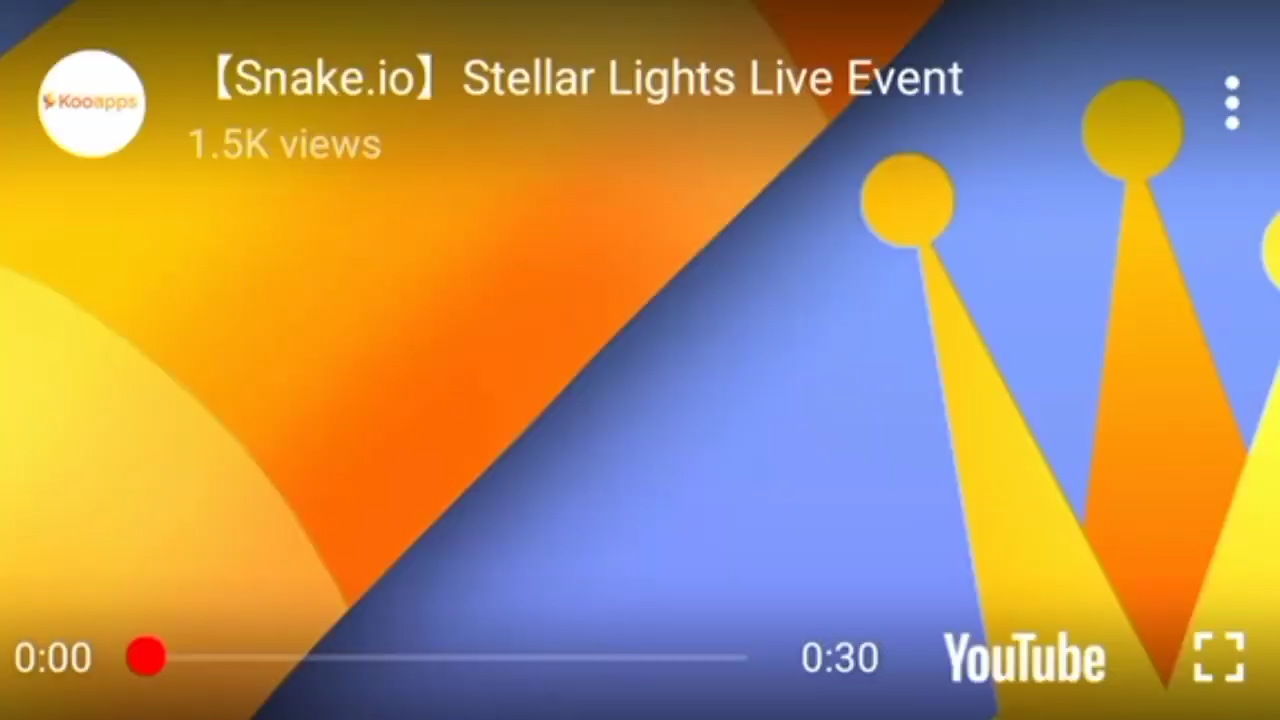 Kooapps
【Snake.io】 Stellar Lights Live Event
1.5K views
0:00
0:30
YouTube